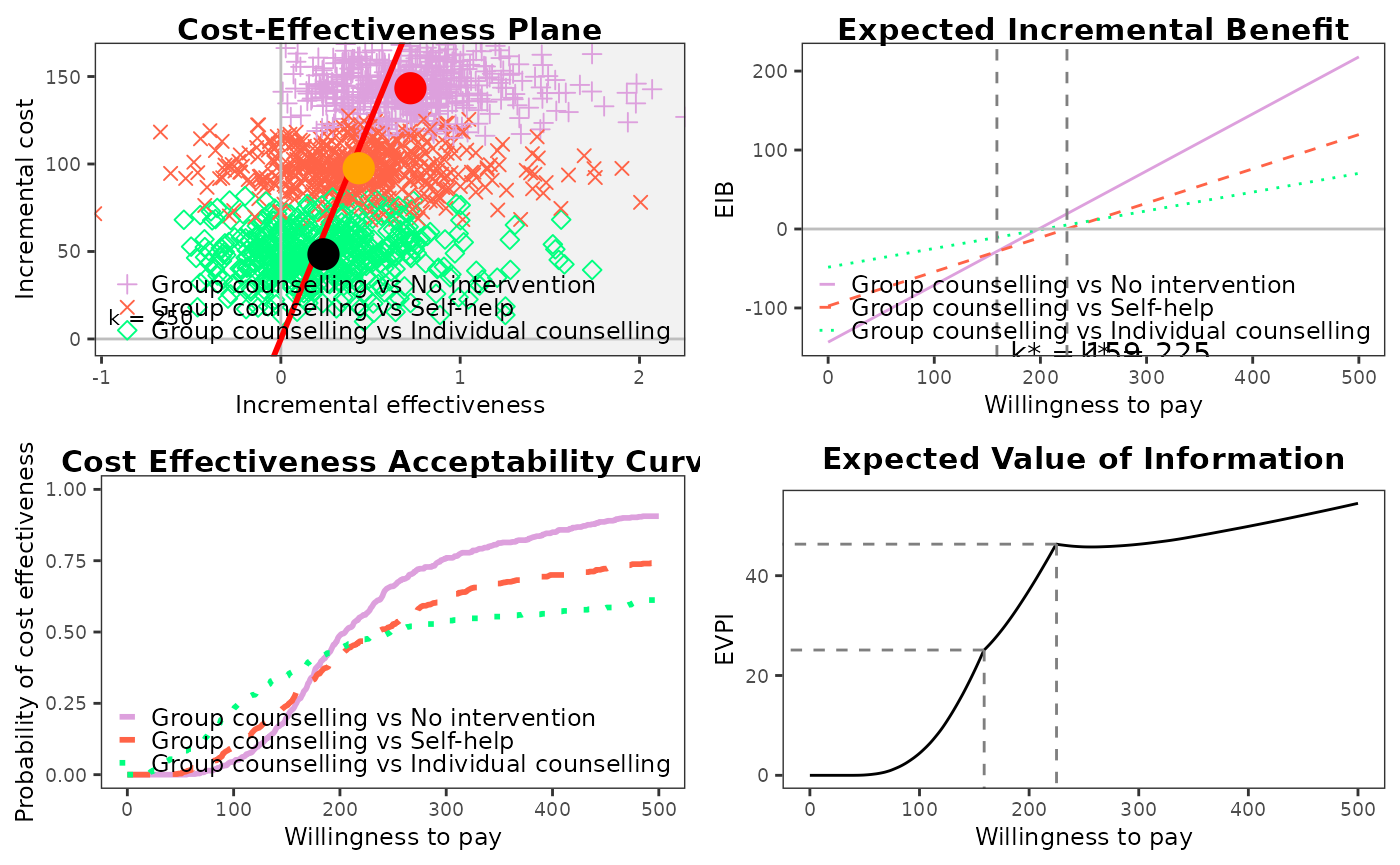 Cost-Effectiveness Plane
Incremental cost
150
100
50
0
Group counselling vs No intervention
Group counselling vs Self-help
k = 250
Group counselling vs Individual counselling
-1
0
1
2
Incremental effectiveness
Expected Incremental Benefit
EIB
200
100
0
-100
Group counselling vs No intervention
Group counselling vs Self-help
Group counselling vs Individual counselling
k* = 159
k* = 225
0
100
200
300
400
500
Willingness to pay
Cost Effectiveness Acceptability Curv
Probability of cost effectiveness
1.00
0.75
0.50
0.25
0.00
Group counselling vs No intervention
Group counselling vs Self-help
Group counselling vs Individual counselling
0
100
200
300
400
500
Willingness to pay
Expected Value of Information
EVPI
40
20
0
0
100
200
300
400
500
Willingness to pay